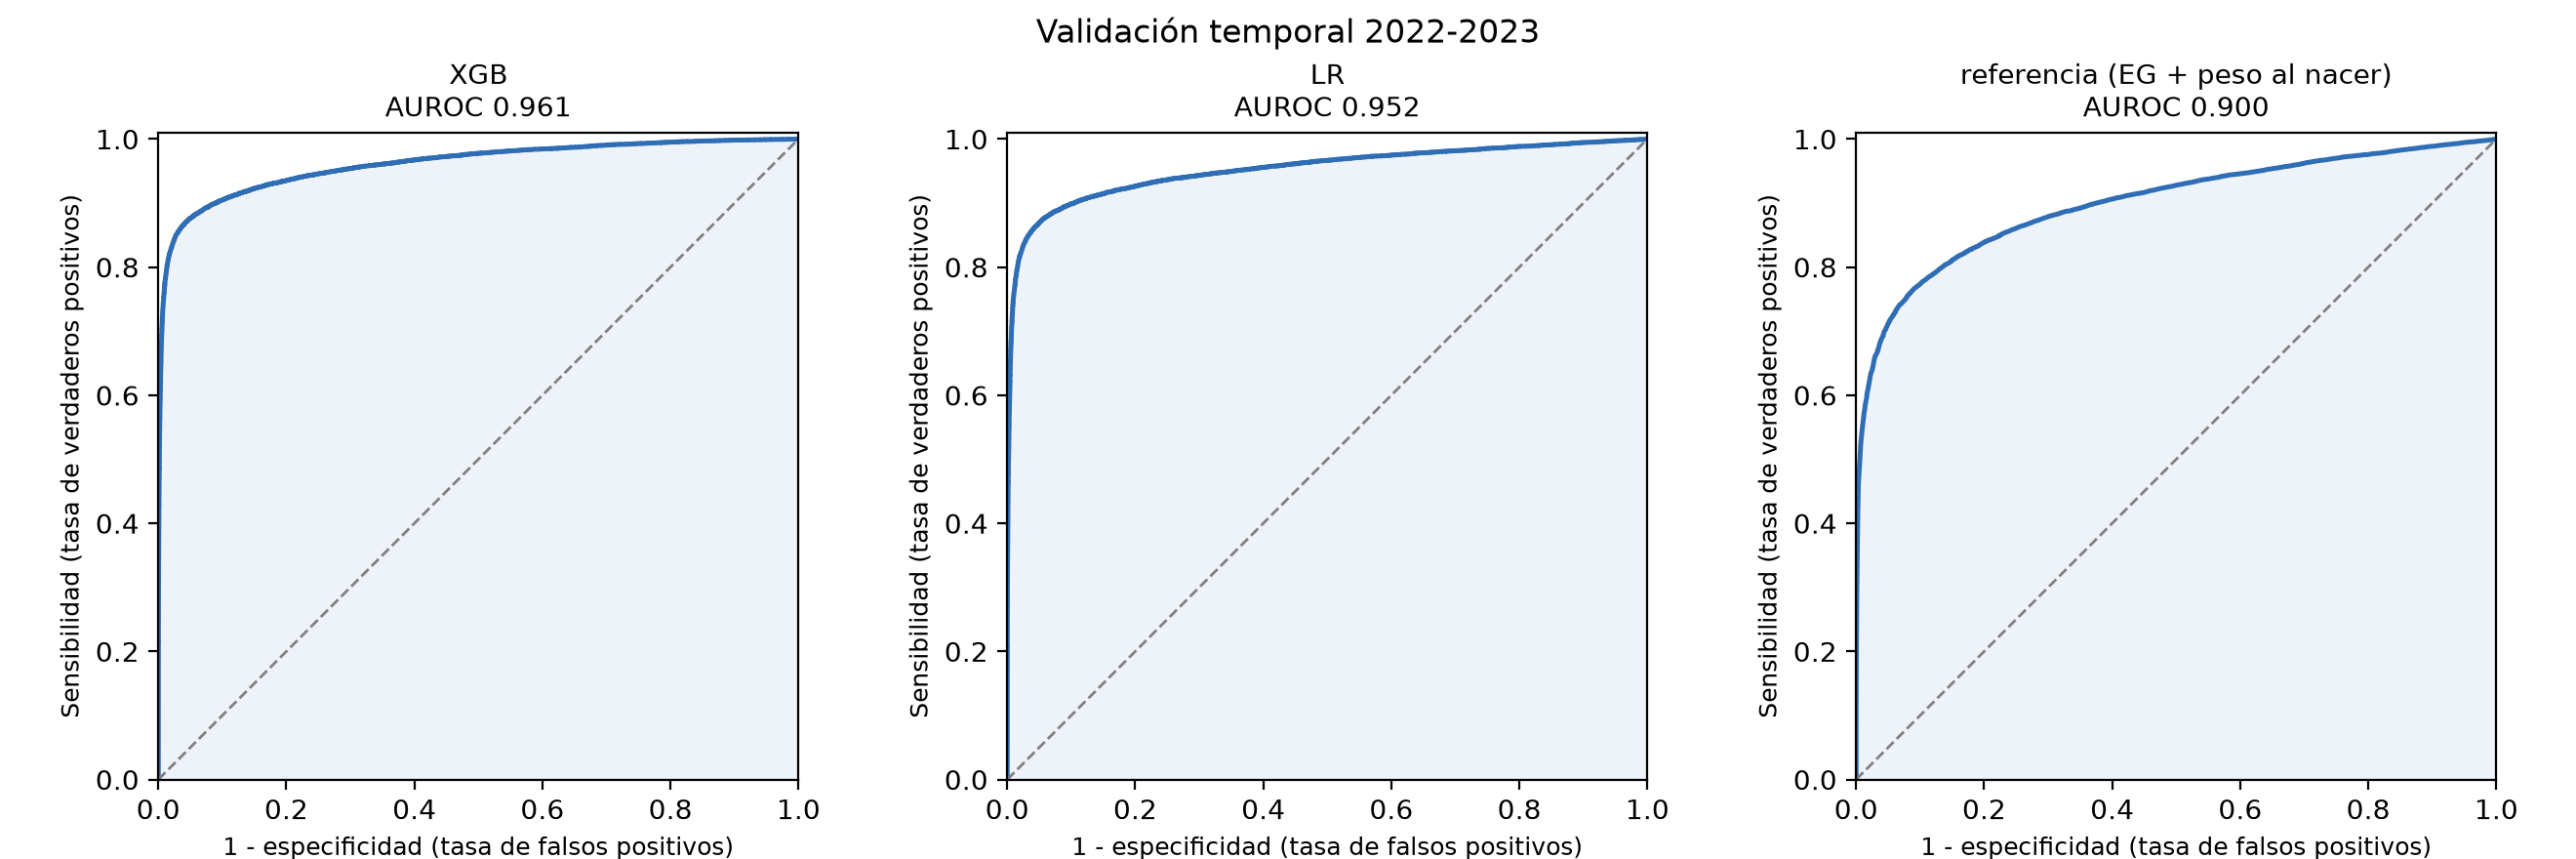 Validación temporal 2022-2023
XGB
AUROC 0.961
1.0
0.8
0.6
0.4
0.2
0.0
Sensibilidad (tasa de verdaderos positivos)
0.0 0.2 0.4 0.6 0.8 1.0
1 - especificidad (tasa de falsos positivos)
LR
AUROC 0.952
1.0
0.8
0.6
0.4
0.2
0.0
Sensibilidad (tasa de verdaderos positivos)
0.0 0.2 0.4 0.6 0.8 1.0
1 - especificidad (tasa de falsos positivos)
referencia (EG + peso al nacer)
AUROC 0.900
1.0
0.8
0.6
0.4
0.2
0.0
Sensibilidad (tasa de verdaderos positivos)
0.0 0.2 0.4 0.6 0.8 1.0
1 - especificidad (tasa de falsos positivos)